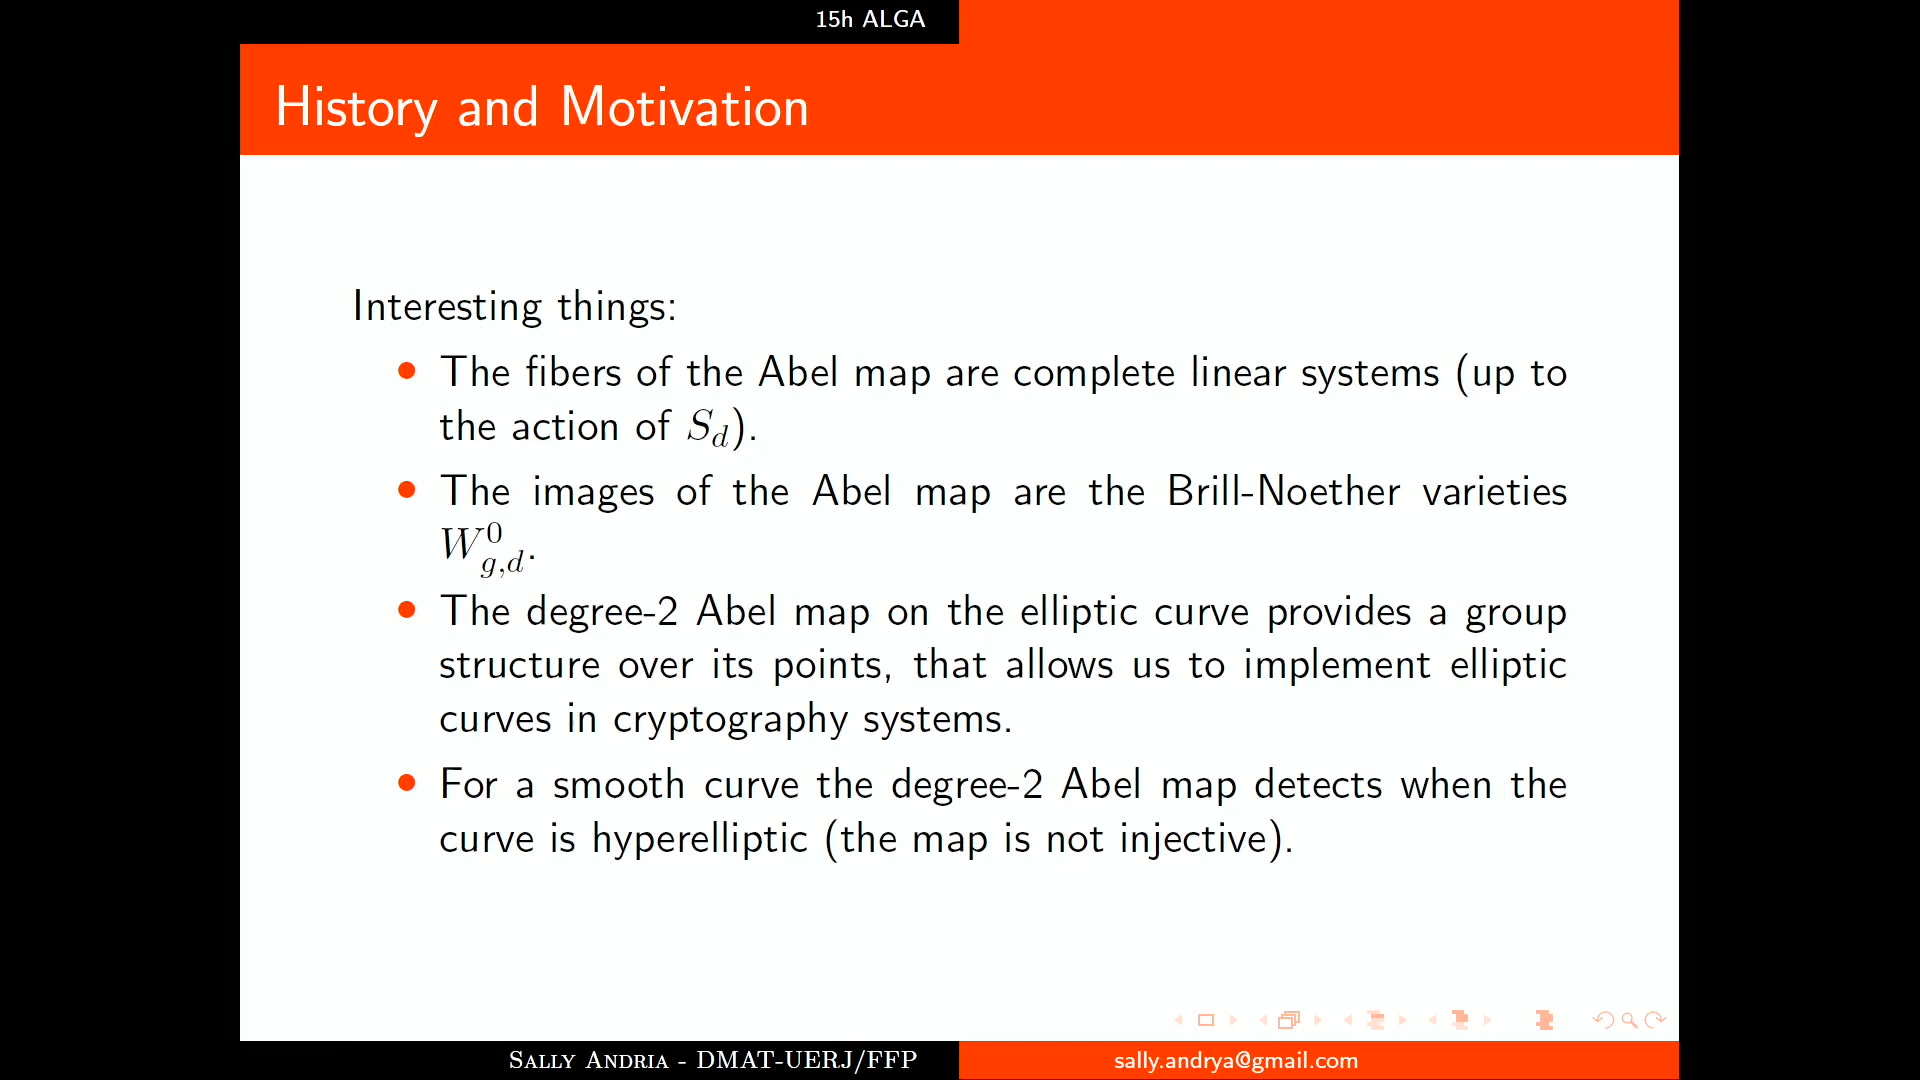 15h ALGA
History and Motivation
Interesting things:
• The fibers of the Abel map are complete linear systems (up to
the action of $S_d$).
• The images of the Abel map are the Brill-Noether varieties
$W^0_{g,d}$.
• The degree-2 Abel map on the elliptic curve provides a group
structure over its points, that allows us to implement elliptic
curves in cryptography systems.
• For a smooth curve the degree-2 Abel map detects when the
curve is hyperelliptic (the map is not injective).
Sally Andria - DMAT-UERJ/FFP
sally.andrya@gmail.com